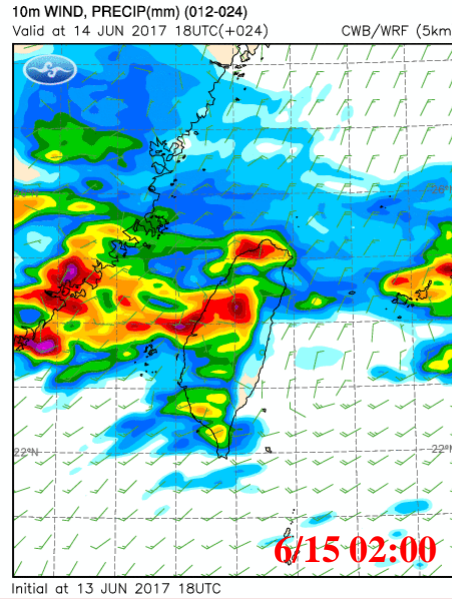 10m WIND, PRECIP(mm) (012-024)
Valid at 14 JUN 2017 18UTC(+024) CWB/WRF (5km
22°N
22°N
6/15 02:00
Initial at 13 JUN 2017 18UTC